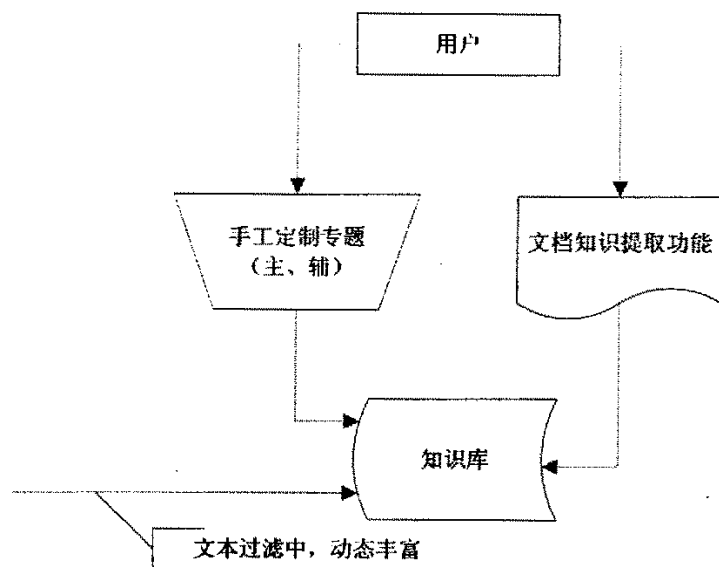 用户
手工定制专题
（主、辅）
文档知识提取功能
知识库
文本过滤中，动态丰富